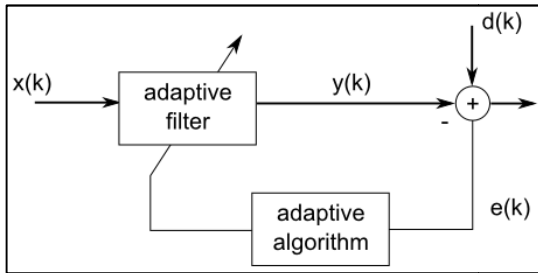 d(k)
x(k)
adaptive
filter
y(k)
+
-
adaptive
algorithm
e(k)